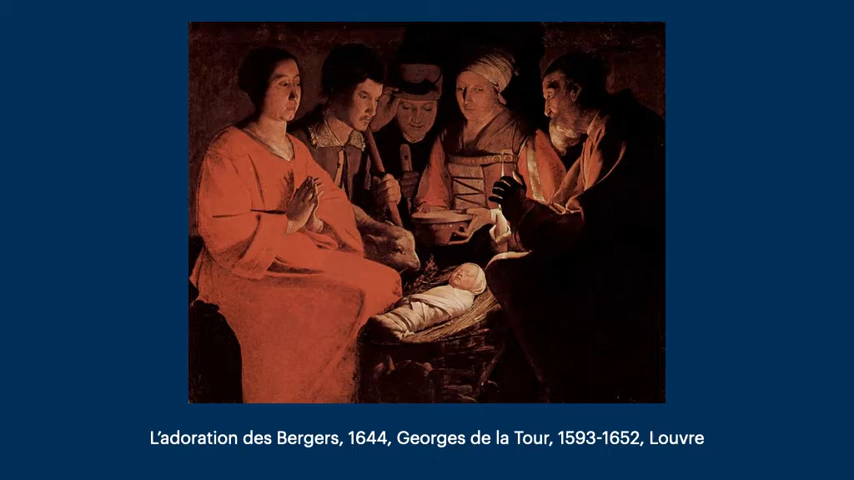 L’adoration des Bergers, 1644, Georges de la Tour, 1593-1652, Louvre